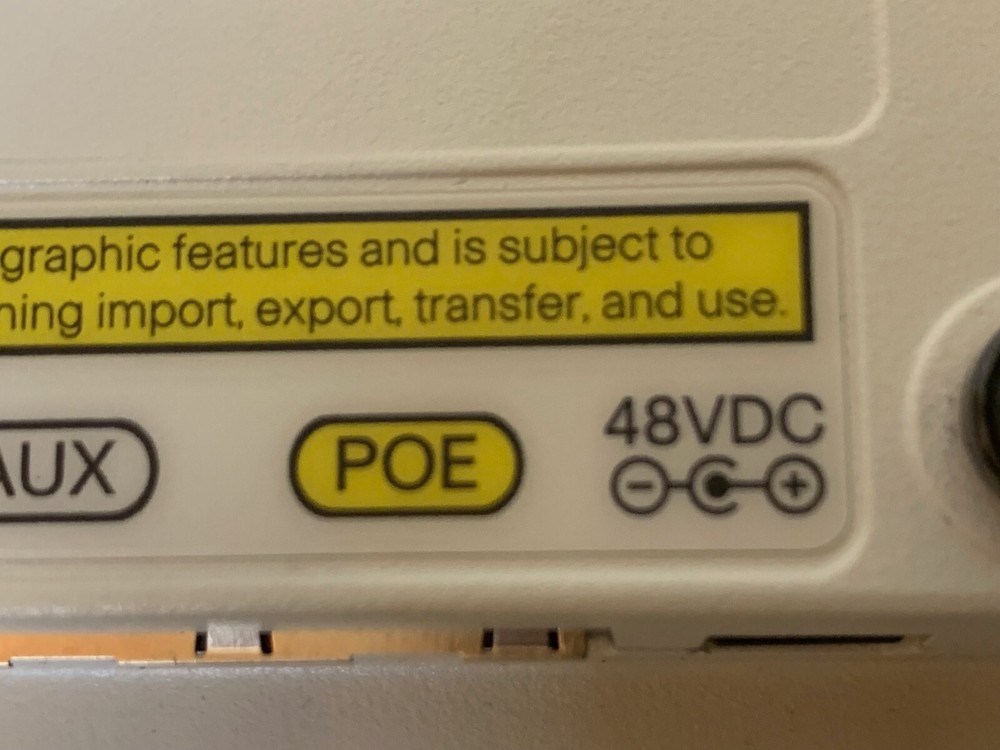 graphic features and is subject to
ning import, export, transfer, and use.
AUX
POE
48VDC